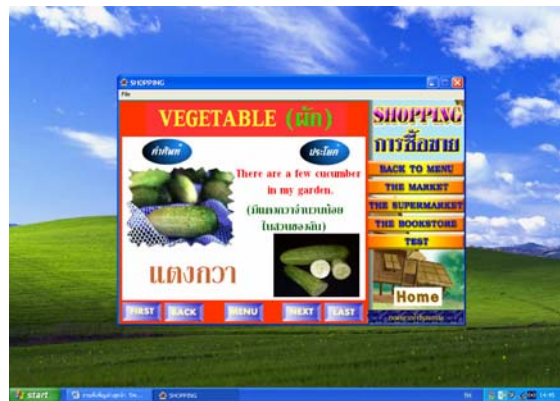 SHOPPING
File
VEGETABLE (ผัก)
คำศัพท์
ประโยค
There are a few cucumber
in my garden.
(มีแตงกวาจำนวนน้อย
ในสวนของฉัน)
แตงกวา
FIRST
BACK
MENU
NEXT
LAST
SHOPPING
การซื้อขาย
BACK TO MENU
THE MARKET
THE SUPERMARKET
THE BOOKSTORE
TEST
Home
start
SHOPPING